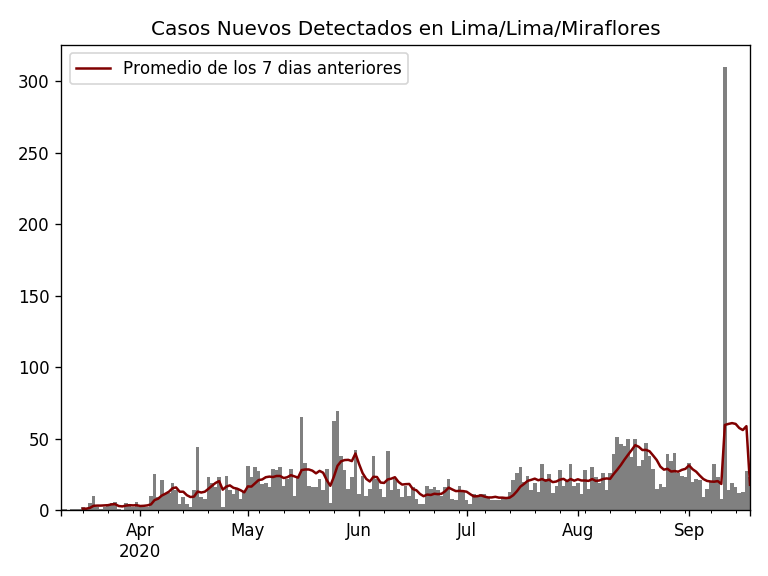 Casos Nuevos Detectados en Lima/Lima/Miraflores
Promedio de los 7 dias anteriores
300
250
200
150
100
50
0
Apr May Jun Jul Aug Sep
2020